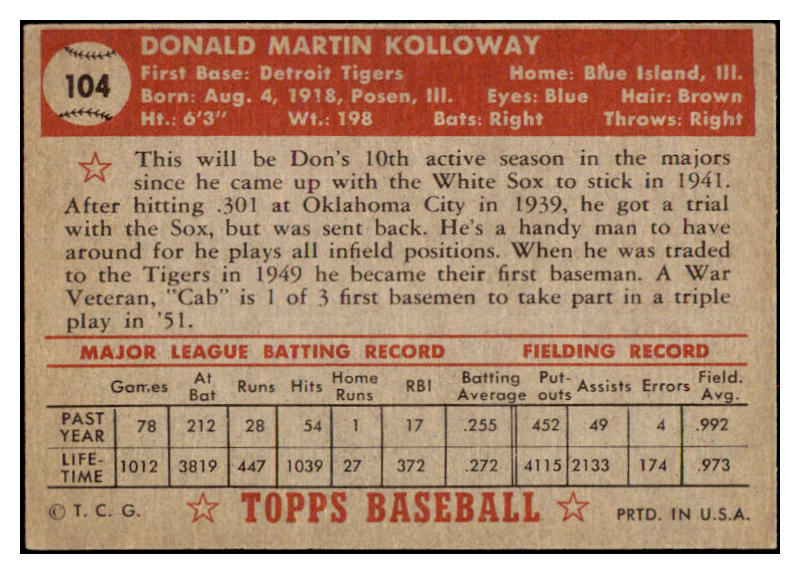 104
DONALD MARTIN KOLLOWAY
First Base: Detroit Tigers Home: Blue Island, Ill.
Born: Aug. 4, 1918, Posen, Ill. Eyes: Blue Hair: Brown
Ht.: 6'3" Wt.: 198 Bats: Right Throws: Right
This will be Don's 10th active season in the majors
since he came up with the White Sox to stick in 1941.
After hitting .301 at Oklahoma City in 1939, he got a trial
with the Sox, but was sent back. He's a handy man to have
around for he plays all infield positions. When he was traded
to the Tigers in 1949 he became their first baseman. A War
Veteran, "Cab" is 1 of 3 first basemen to take part in a triple
play in '51.
MAJOR LEAGUE BATTING RECORD FIELDING RECORD
Games At Bat Runs Hits Home Runs RBI Batting Average Put-outs Assists Errors Field. Avg.
PAST YEAR 78 212 28 54 1 17 .255 452 49 4 .992
LIFE-TIME 1012 3819 447 1039 27 372 .272 4115 2133 174 .973
© T. C. G. TOPPS BASEBALL PRTD. IN U.S.A.